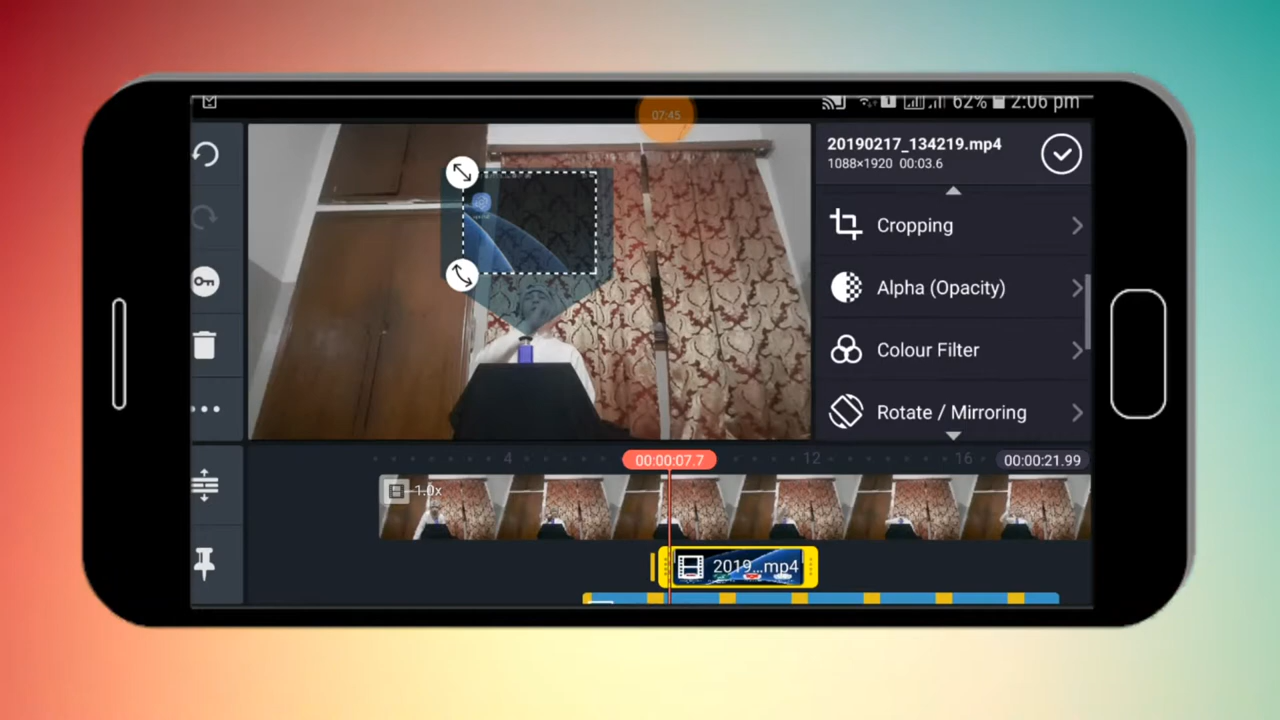 07:45
62% 2:06 pm
20190217_134219.mp4
1088×1920 00:03.6
Cropping
Alpha (Opacity)
Colour Filter
Rotate / Mirroring
00:00:07.7
4
12
16
00:00:21.99
1.0x
2019...mp4